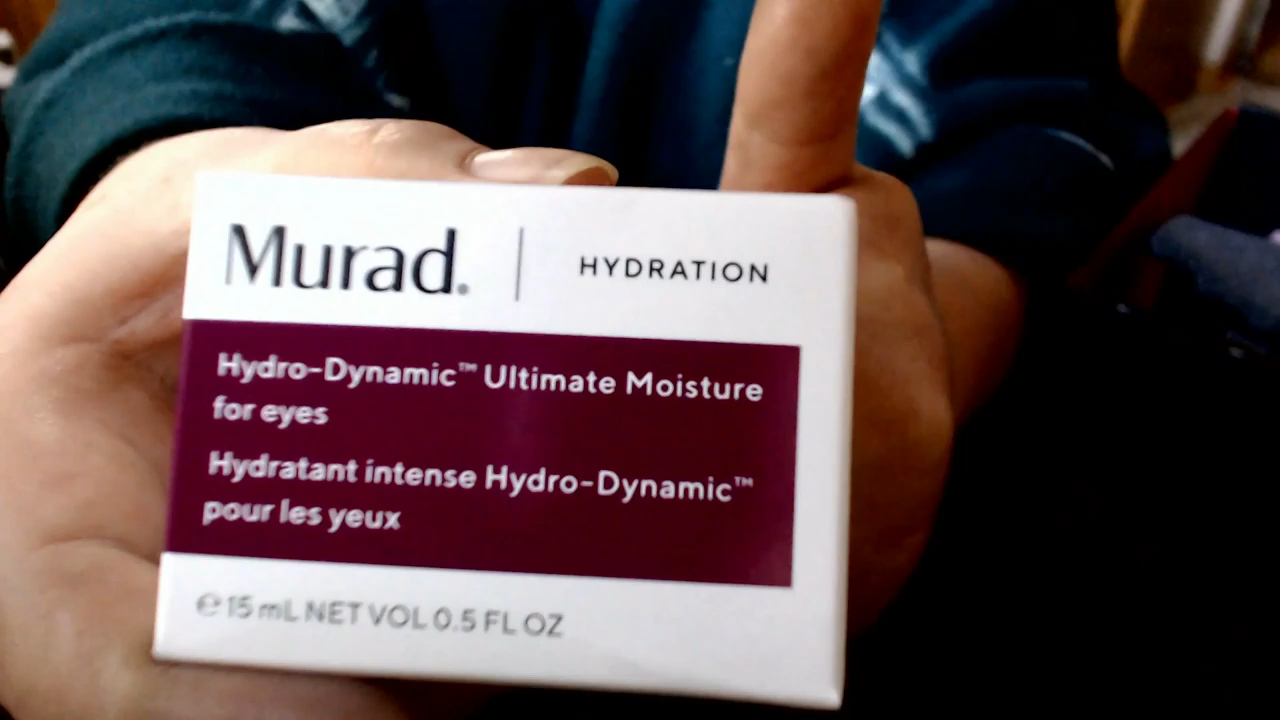 Murad. HYDRATION
Hydro-Dynamic™ Ultimate Moisture
for eyes
Hydratant intense Hydro-Dynamic™
pour les yeux
℮ 15 mL NET VOL 0.5 FL OZ